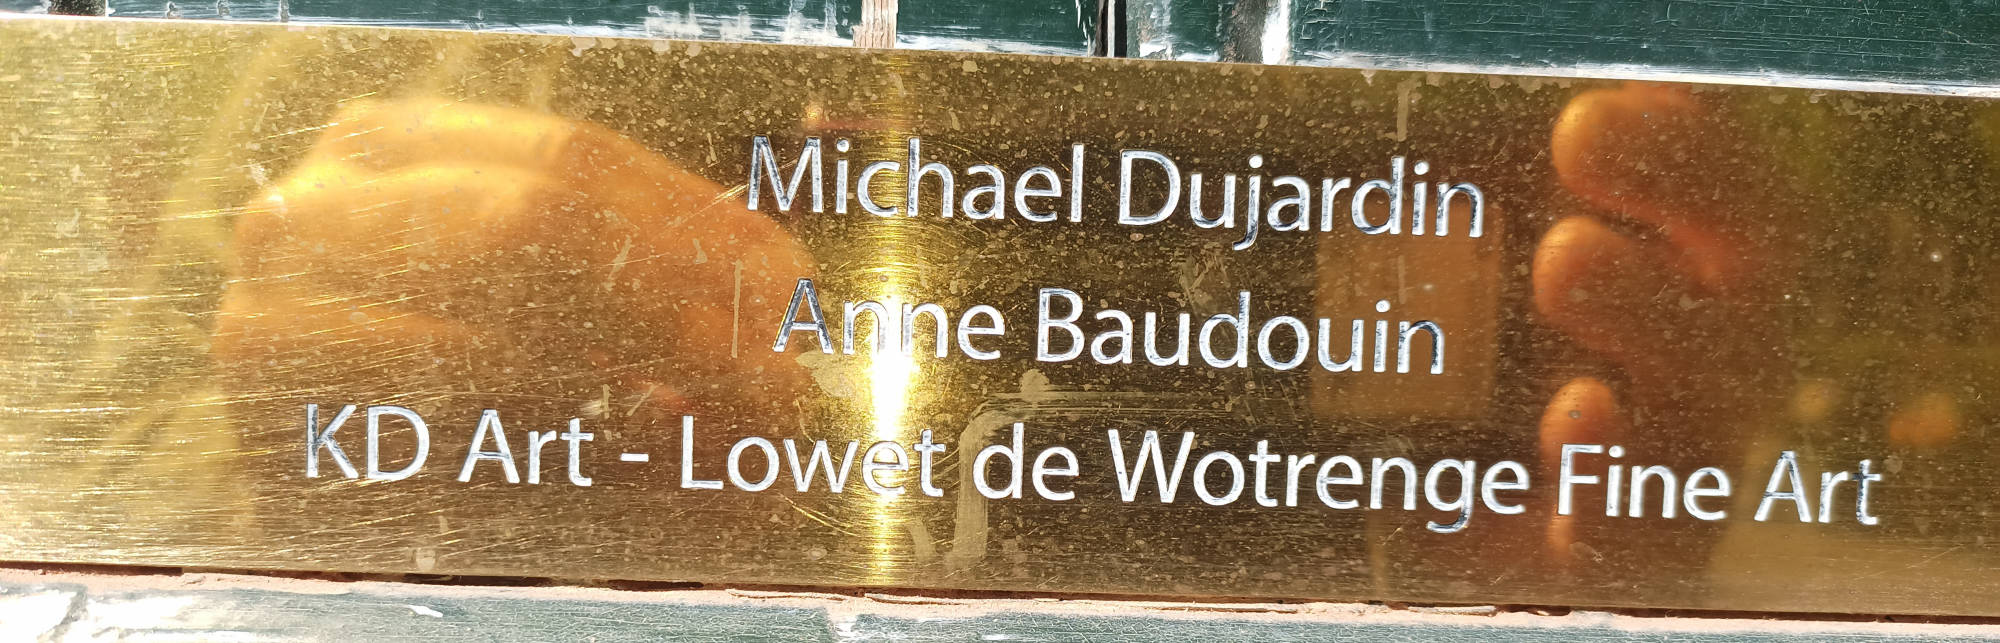 Michael Dujardin
Anne Baudouin
KD Art - Lowet de Wotrenge Fine Art